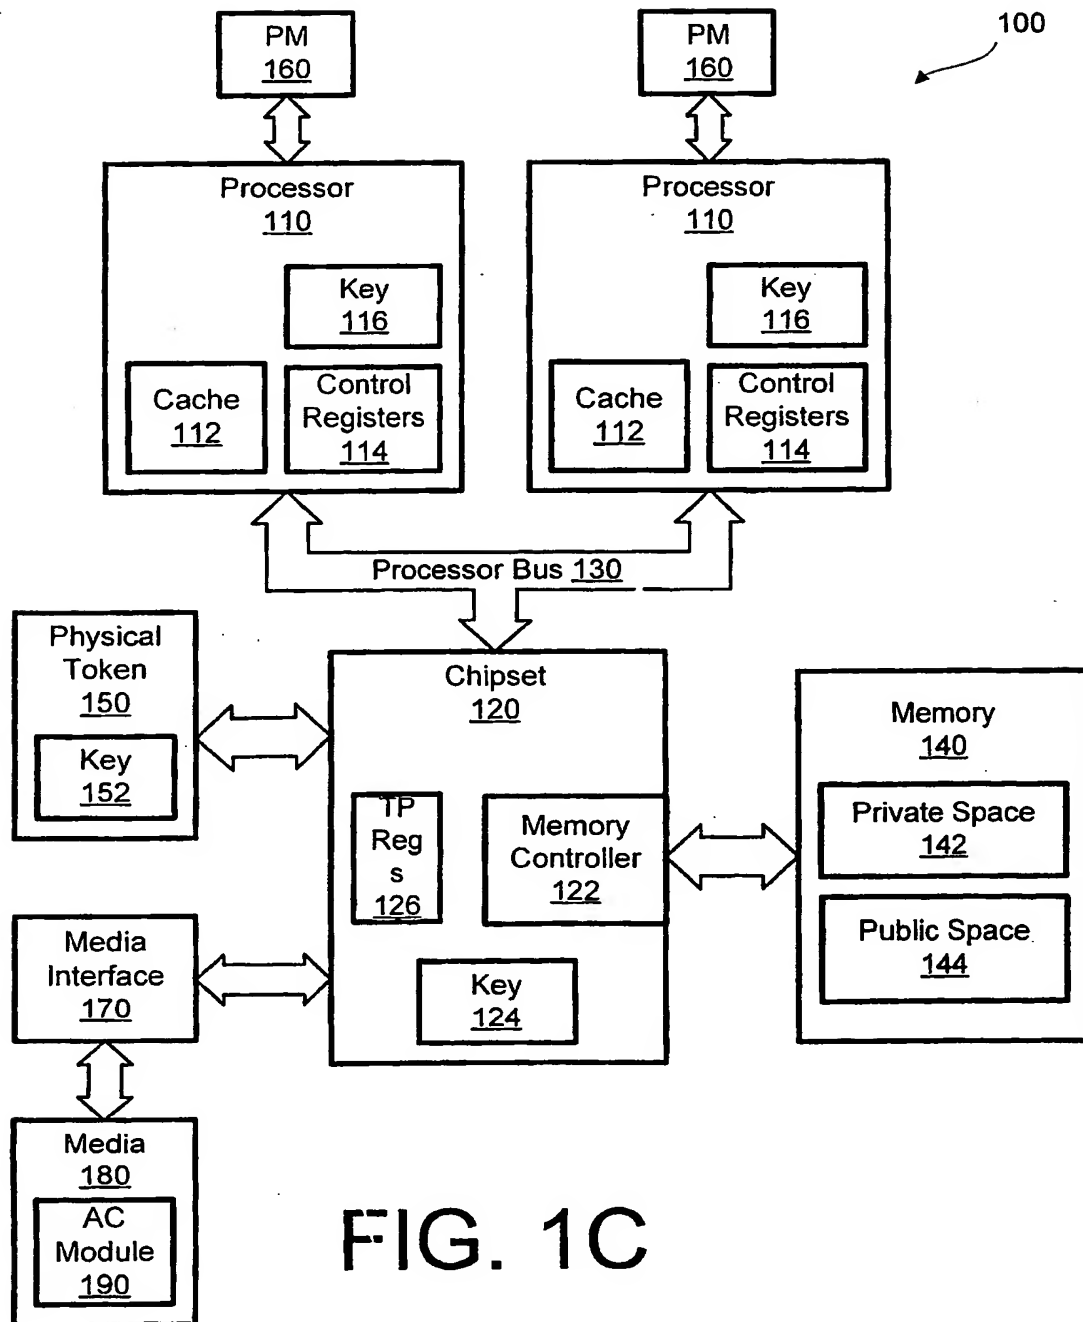 100
PM
160
PM
160
Processor
110
Key
116
Cache
112
Control
Registers
114
Processor
110
Key
116
Cache
112
Control
Registers
114
Processor Bus 130
Physical
Token
150
Key
152
Chipset
120
TP
Reg
s
126
Memory
Controller
122
Key
124
Memory
140
Private Space
142
Public Space
144
Media
Interface
170
Media
180
AC
Module
190
FIG. 1C